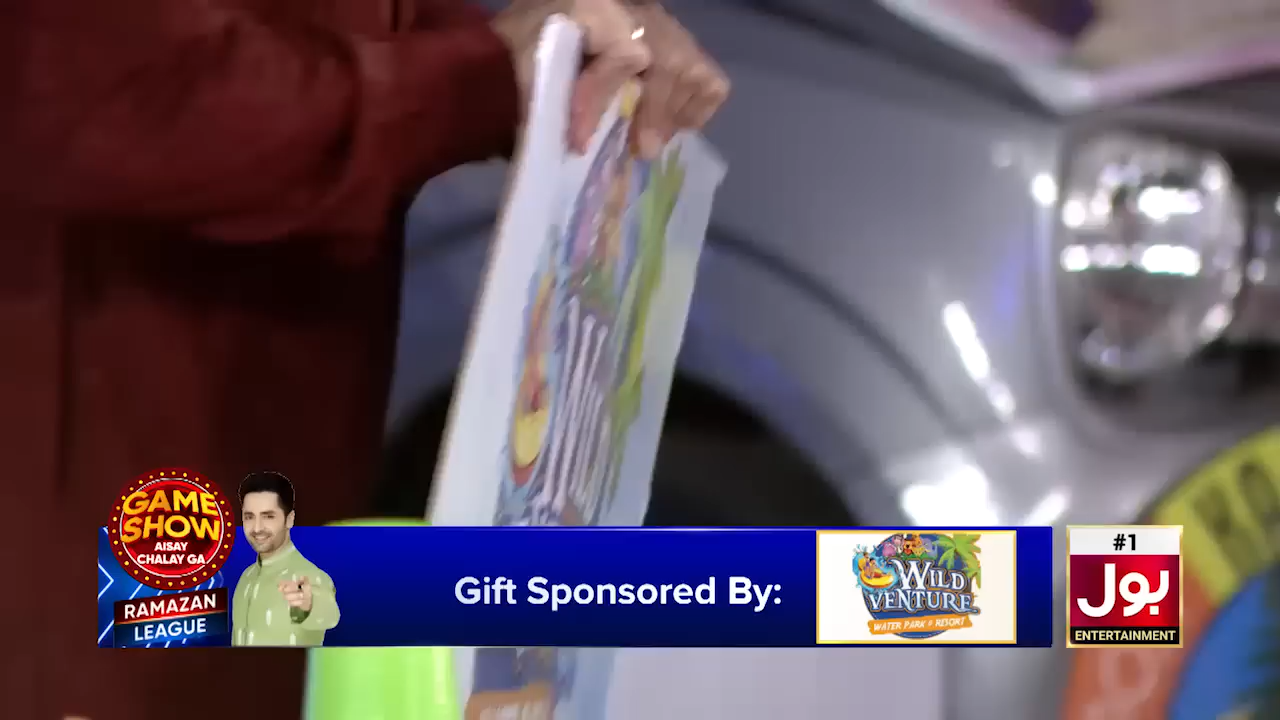 GAME
SHOW
AISAY
CHALAY GA
RAMAZAN
LEAGUE
Gift Sponsored By:
WILD
VENTURE
WATER PARK & RESORT
#1
بول
ENTERTAINMENT